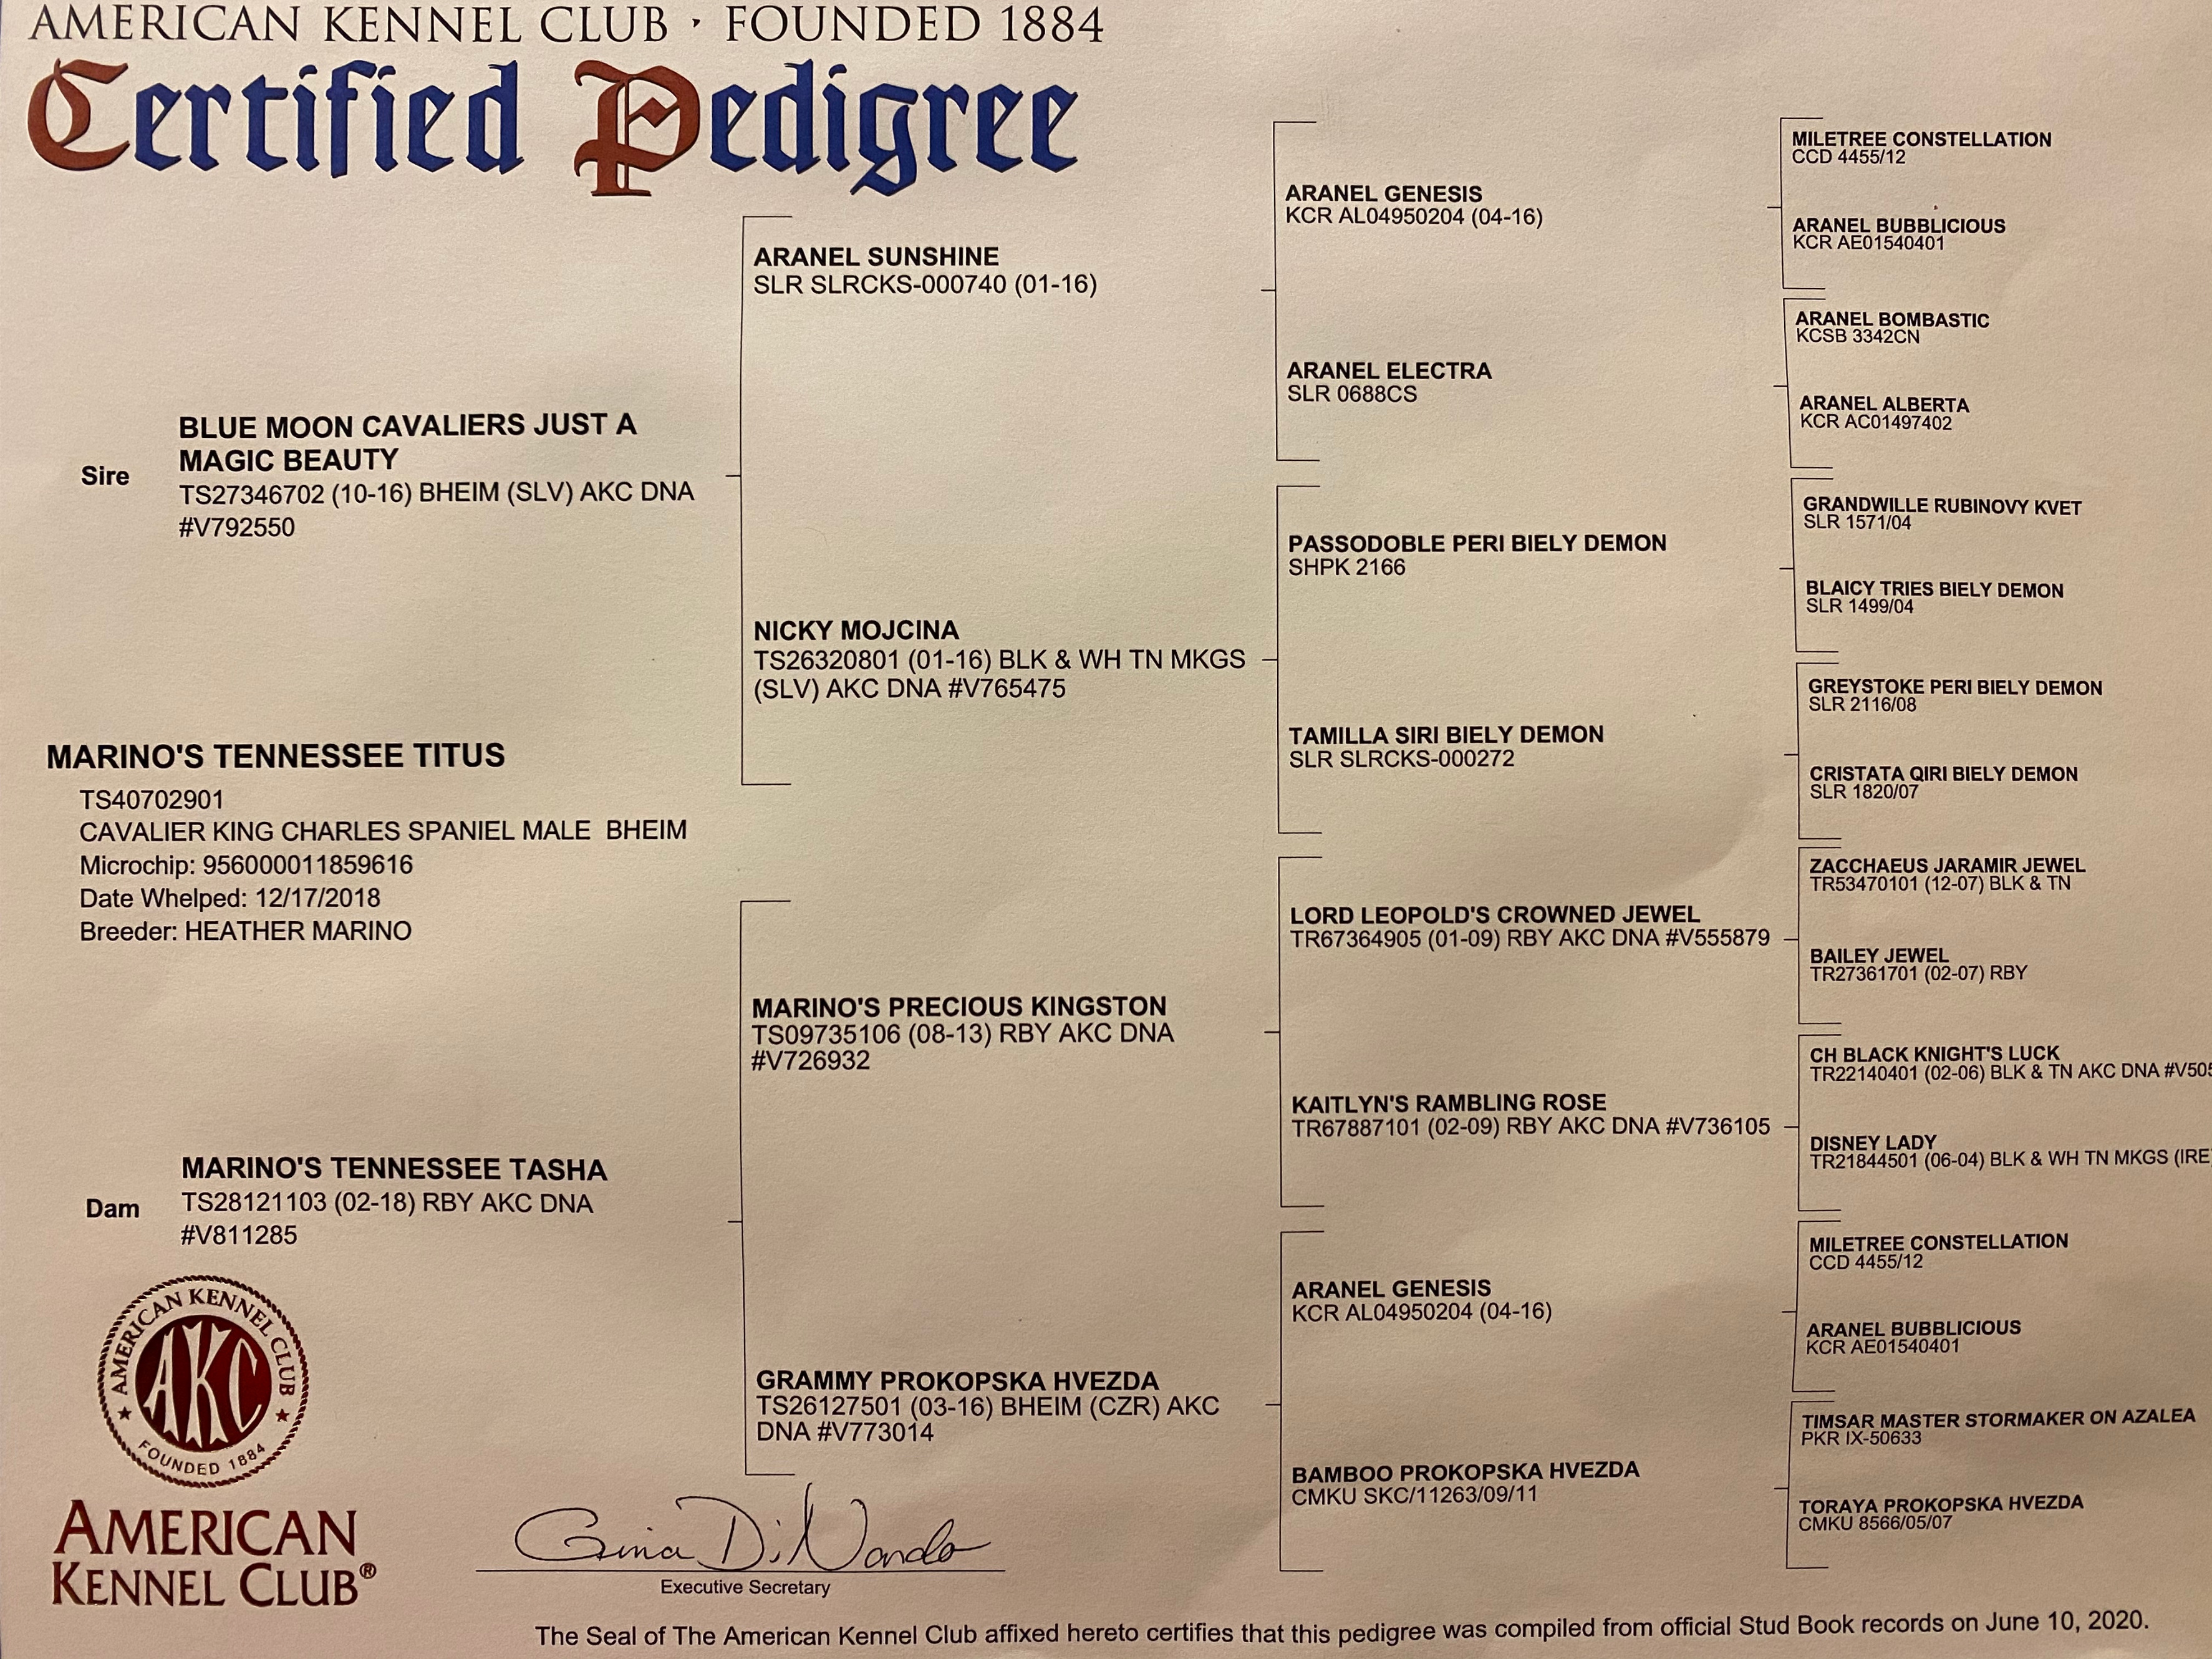 AMERICAN KENNEL CLUB · FOUNDED 1884
Certified Pedigree
Sire
BLUE MOON CAVALIERS JUST A
MAGIC BEAUTY
TS27346702 (10-16) BHEIM (SLV) AKC DNA
#V792550
MARINO'S TENNESSEE TITUS
TS40702901
CAVALIER KING CHARLES SPANIEL MALE BHEIM
Microchip: 956000011859616
Date Whelped: 12/17/2018
Breeder: HEATHER MARINO
Dam
MARINO'S TENNESSEE TASHA
TS28121103 (02-18) RBY AKC DNA
#V811285
ARANEL SUNSHINE
SLR SLRCKS-000740 (01-16)
NICKY MOJCINA
TS26320801 (01-16) BLK & WH TN MKGS
(SLV) AKC DNA #V765475
MARINO'S PRECIOUS KINGSTON
TS09735106 (08-13) RBY AKC DNA
#V726932
GRAMMY PROKOPSKA HVEZDA
TS26127501 (03-16) BHEIM (CZR) AKC
DNA #V773014
ARANEL GENESIS
KCR AL04950204 (04-16)
ARANEL ELECTRA
SLR 0688CS
PASSODOBLE PERI BIELY DEMON
SHPK 2166
TAMILLA SIRI BIELY DEMON
SLR SLRCKS-000272
LORD LEOPOLD'S CROWNED JEWEL
TR67364905 (01-09) RBY AKC DNA #V555879
KAITLYN'S RAMBLING ROSE
TR67887101 (02-09) RBY AKC DNA #V736105
ARANEL GENESIS
KCR AL04950204 (04-16)
BAMBOO PROKOPSKA HVEZDA
CMKU SKC/11263/09/11
MILETREE CONSTELLATION
CCD 4455/12
ARANEL BUBBLICIOUS
KCR AE01540401
ARANEL BOMBASTIC
KCSB 3342CN
ARANEL ALBERTA
KCR AC01497402
GRANDWILLE RUBINOVY KVET
SLR 1571/04
BLAICY TRIES BIELY DEMON
SLR 1499/04
GREYSTOKE PERI BIELY DEMON
SLR 2116/08
CRISTATA QIRI BIELY DEMON
SLR 1820/07
ZACCHAEUS JARAMIR JEWEL
TR53470101 (12-07) BLK & TN
BAILEY JEWEL
TR27361701 (02-07) RBY
CH BLACK KNIGHT'S LUCK
TR22140401 (02-06) BLK & TN AKC DNA #V505
DISNEY LADY
TR21844501 (06-04) BLK & WH TN MKGS (IRE
MILETREE CONSTELLATION
CCD 4455/12
ARANEL BUBBLICIOUS
KCR AE01540401
TIMSAR MASTER STORMAKER ON AZALEA
PKR IX-50633
TORAYA PROKOPSKA HVEZDA
CMKU 8566/05/07
AMERICAN KENNEL CLUB
AKC
FOUNDED 1884
AMERICAN
KENNEL CLUB®
Gina DiNardo
Executive Secretary
The Seal of The American Kennel Club affixed hereto certifies that this pedigree was compiled from official Stud Book records on June 10, 2020.